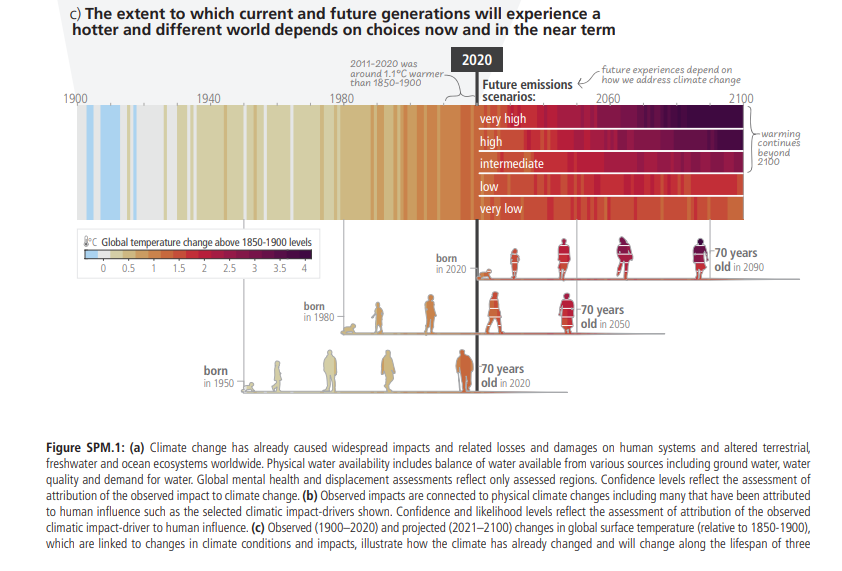 c) The extent to which current and future generations will experience a
hotter and different world depends on choices now and in the near term
2011-2020 was
around 1.1°C warmer
than 1850-1900
2020
future experiences depend on
how we address climate change
Future emissions
scenarios:
1900
1940
1980
2060
2100
very high
high
intermediate
low
very low
warming
continues
beyond
2100
°C Global temperature change above 1850-1900 levels
0 0.5 1 1.5 2 2.5 3 3.5 4
born
in 2020
70 years
old in 2090
born
in 1980
70 years
old in 2050
born
in 1950
70 years
old in 2020
Figure SPM.1: (a) Climate change has already caused widespread impacts and related losses and damages on human systems and altered terrestrial,
freshwater and ocean ecosystems worldwide. Physical water availability includes balance of water available from various sources including ground water, water
quality and demand for water. Global mental health and displacement assessments reflect only assessed regions. Confidence levels reflect the assessment of
attribution of the observed impact to climate change. (b) Observed impacts are connected to physical climate changes including many that have been attributed
to human influence such as the selected climatic impact-drivers shown. Confidence and likelihood levels reflect the assessment of attribution of the observed
climatic impact-driver to human influence. (c) Observed (1900–2020) and projected (2021–2100) changes in global surface temperature (relative to 1850-1900),
which are linked to changes in climate conditions and impacts, illustrate how the climate has already changed and will change along the lifespan of three